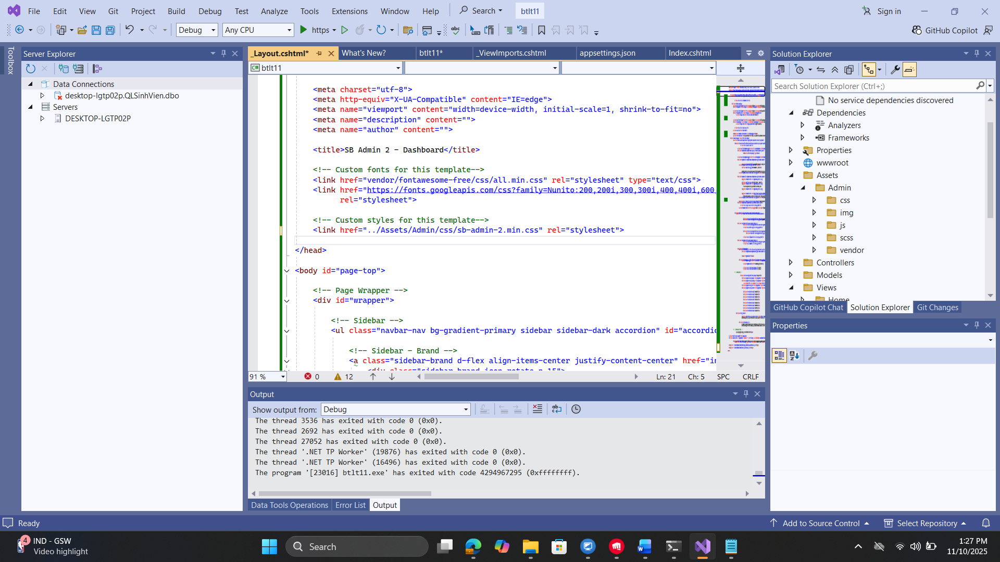 File Edit View Git Project Build Debug Test Analyze Tools Extensions Window Help Search btlt11 Sign in
Debug Any CPU https GitHub Copilot
Toolbox
Server Explorer
Data Connections
desktop-lgtp02p.QLSinhVien.dbo
Servers
DESKTOP-LGTP02P
_Layout.cshtml* What's New? btlt11* _ViewImports.cshtml appsettings.json Index.cshtml
btlt11
<meta charset="utf-8">
<meta http-equiv="X-UA-Compatible" content="IE=edge">
<meta name="viewport" content="width=device-width, initial-scale=1, shrink-to-fit=no">
<meta name="description" content="">
<meta name="author" content="">
<title>SB Admin 2 - Dashboard</title>
<!-- Custom fonts for this template-->
<link href="vendor/fontawesome-free/css/all.min.css" rel="stylesheet" type="text/css">
<link href="https://fonts.googleapis.com/css?family=Nunito:200,200i,300,300i,400,400i,600,
rel="stylesheet">
<!-- Custom styles for this template-->
<link href="../Assets/Admin/css/sb-admin-2.min.css" rel="stylesheet">
</head>
<body id="page-top">
<!-- Page Wrapper -->
<div id="wrapper">
<!-- Sidebar -->
<ul class="navbar-nav bg-gradient-primary sidebar sidebar-dark accordion" id="accordio
<!-- Sidebar - Brand -->
<a class="sidebar-brand d-flex align-items-center justify-content-center" href="in
<div class="sidebar-brand-icon rotate-n-15">
91 % 0 12 Ln: 21 Ch: 5 SPC CRLF
Output
Show output from: Debug
The thread 3536 has exited with code 0 (0x0).
The thread 2692 has exited with code 0 (0x0).
The thread 27052 has exited with code 0 (0x0).
The thread '.NET TP Worker' (19876) has exited with code 0 (0x0).
The thread '.NET TP Worker' (16496) has exited with code 0 (0x0).
The program '[23016] btlt11.exe' has exited with code 4294967295 (0xffffffff).
Data Tools Operations Error List Output
Solution Explorer
Search Solution Explorer (Ctrl+;)
No service dependencies discovered
Dependencies
Analyzers
Frameworks
Properties
wwwroot
Assets
Admin
css
img
js
scss
vendor
Controllers
Models
Views
Home
GitHub Copilot Chat Solution Explorer Git Changes
Properties
Ready Add to Source Control Select Repository
4 IND - GSW
Video highlight
Search
1:27 PM
11/10/2025